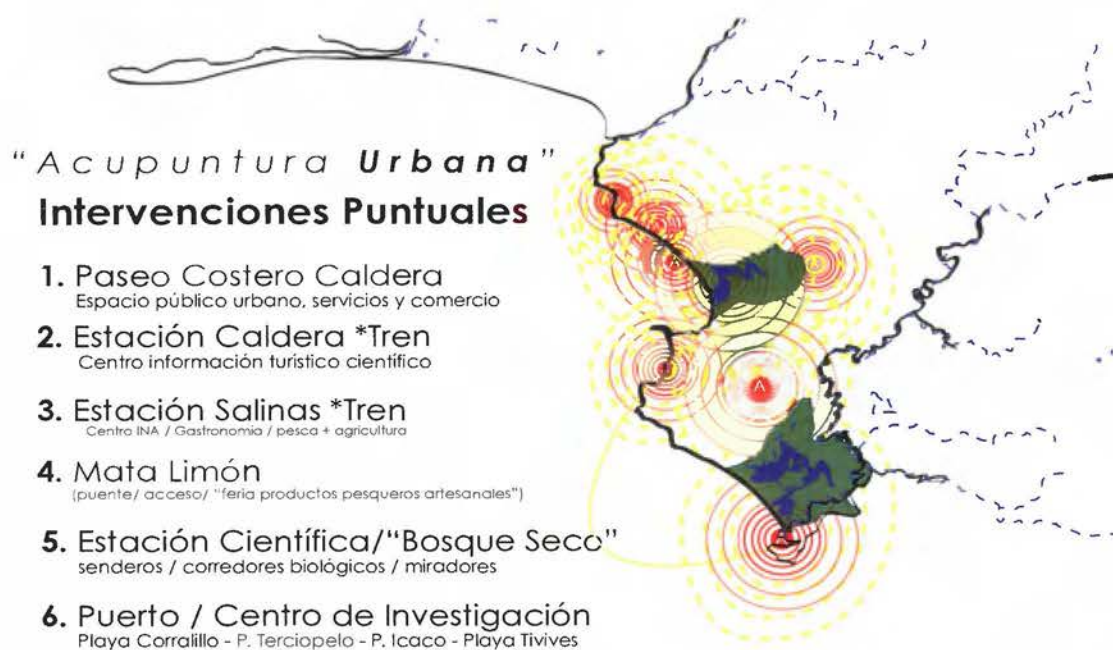 "Acupuntura Urbana"
Intervenciones Puntuales
1. Paseo Costero Caldera
Espacio público urbano, servicios y comercio
2. Estación Caldera *Tren
Centro información turistico científico
3. Estación Salinas *Tren
Centro INA / Gastronomia / pesca + agricultura
4. Mata Limón
(puente/ acceso/ "feria productos pesqueros artesanales")
5. Estación Científica/"Bosque Seco"
senderos / corredores biológicos / miradores
6. Puerto / Centro de Investigación
Playa Corralillo - P. Terciopelo - P. Icaco - Playa Tivives
A
A
A